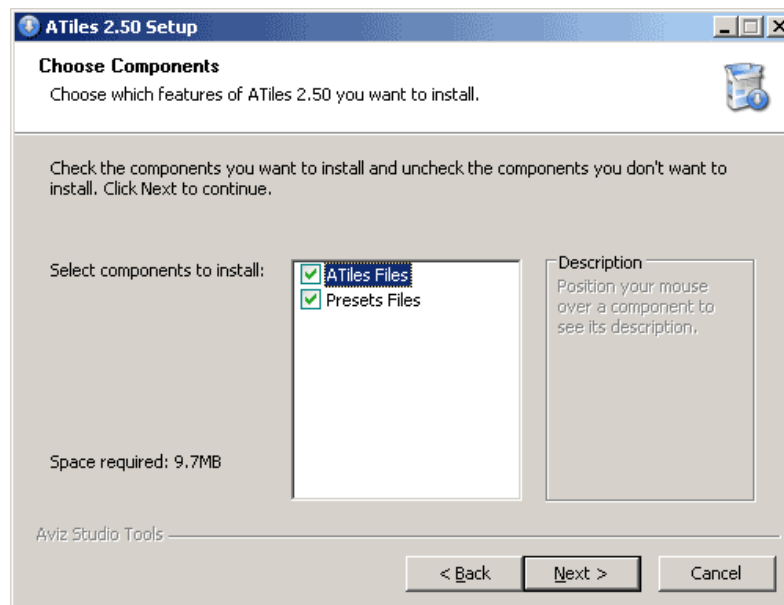 ATiles 2.50 Setup
Choose Components
Choose which features of ATiles 2.50 you want to install.
Check the components you want to install and uncheck the components you don't want to
install. Click Next to continue.
Select components to install:
ATiles Files
Presets Files
Description
Position your mouse
over a component to
see its description.
Space required: 9.7MB
Aviz Studio Tools
< Back
Next >
Cancel